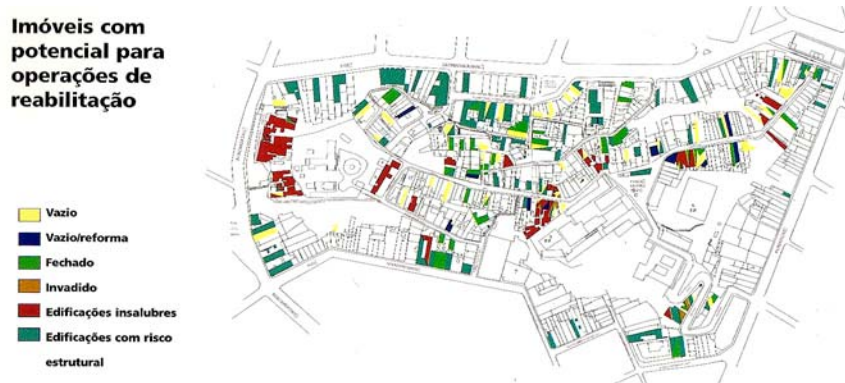 Imóveis com
potencial para
operações de
reabilitação
Vazio
Vazio/reforma
Fechado
Invadido
Edificações insalubres
Edificações com risco
estrutural